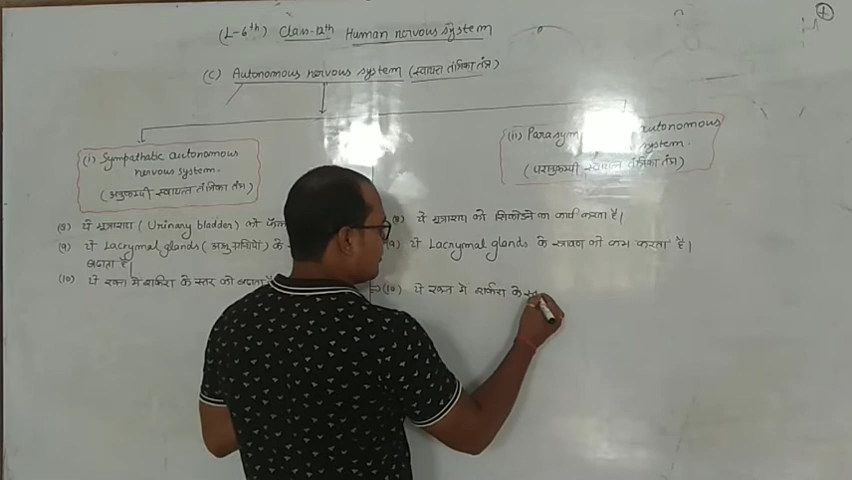 (L-6th) Class-12th Human nervous system
(C) Autonomous nervous system (स्वायत्त तंत्रिका तंत्र)
(i) Sympathatic autonomous
nervous system.
(अनुकम्पी स्वायत्त तंत्रिका तंत्र)
(8) ये मूत्राशय (Urinary bladder) को
(9) ये Lacrymal glands (अश्रु ग्रंथियों) के
बढाता है|
(10) ये रक्त में शर्करा के स्तर को बढाता है
(ii) Parasym autonomous
system.
(परानुकम्पी स्वायत्त तंत्रिका तंत्र)
(8) ये मूत्राशय को सिकोडने का कार्य करता है|
(9) ये Lacrymal glands के स्त्रावण को कम करता है|
(10) ये रक्त में शर्करा के